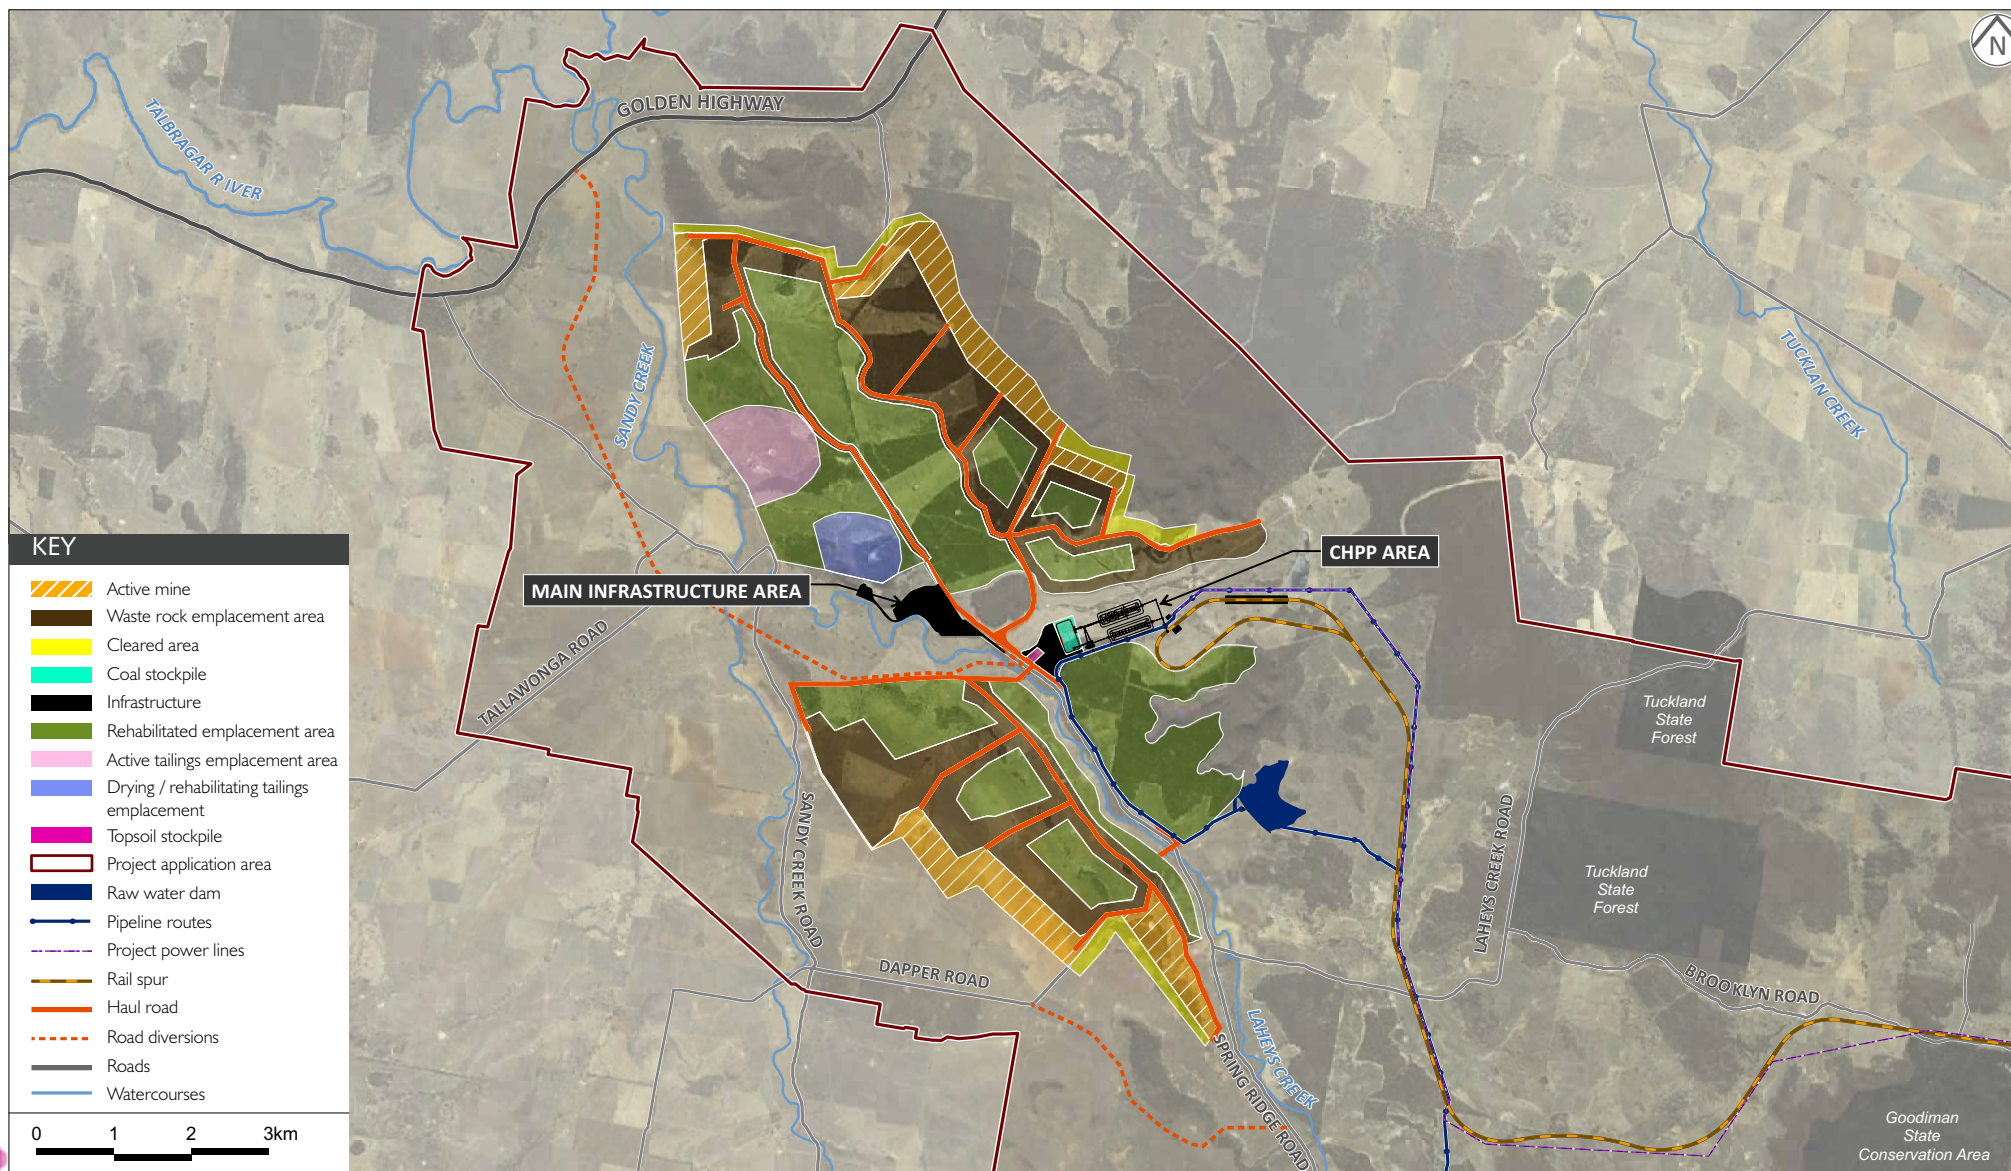 N
GOLDEN HIGHWAY
TALBRAGAR RIVER
SANDY CREEK
TUCKLAN CREEK
CHPP AREA
MAIN INFRASTRUCTURE AREA
TALLAWONGA ROAD
Tuckland
State
Forest
SANDY CREEK ROAD
LAHEYS CREEK ROAD
Tuckland
State
Forest
DAPPER ROAD
BROOKLYN ROAD
LAHEYS CREEK
SPRING RIDGE ROAD
Goodiman
State
Conservation Area
KEY
Active mine
Waste rock emplacement area
Cleared area
Coal stockpile
Infrastructure
Rehabilitated emplacement area
Active tailings emplacement area
Drying / rehabilitating tailings
emplacement
Topsoil stockpile
Project application area
Raw water dam
Pipeline routes
Project power lines
Rail spur
Haul road
Road diversions
Roads
Watercourses
0 1 2 3km